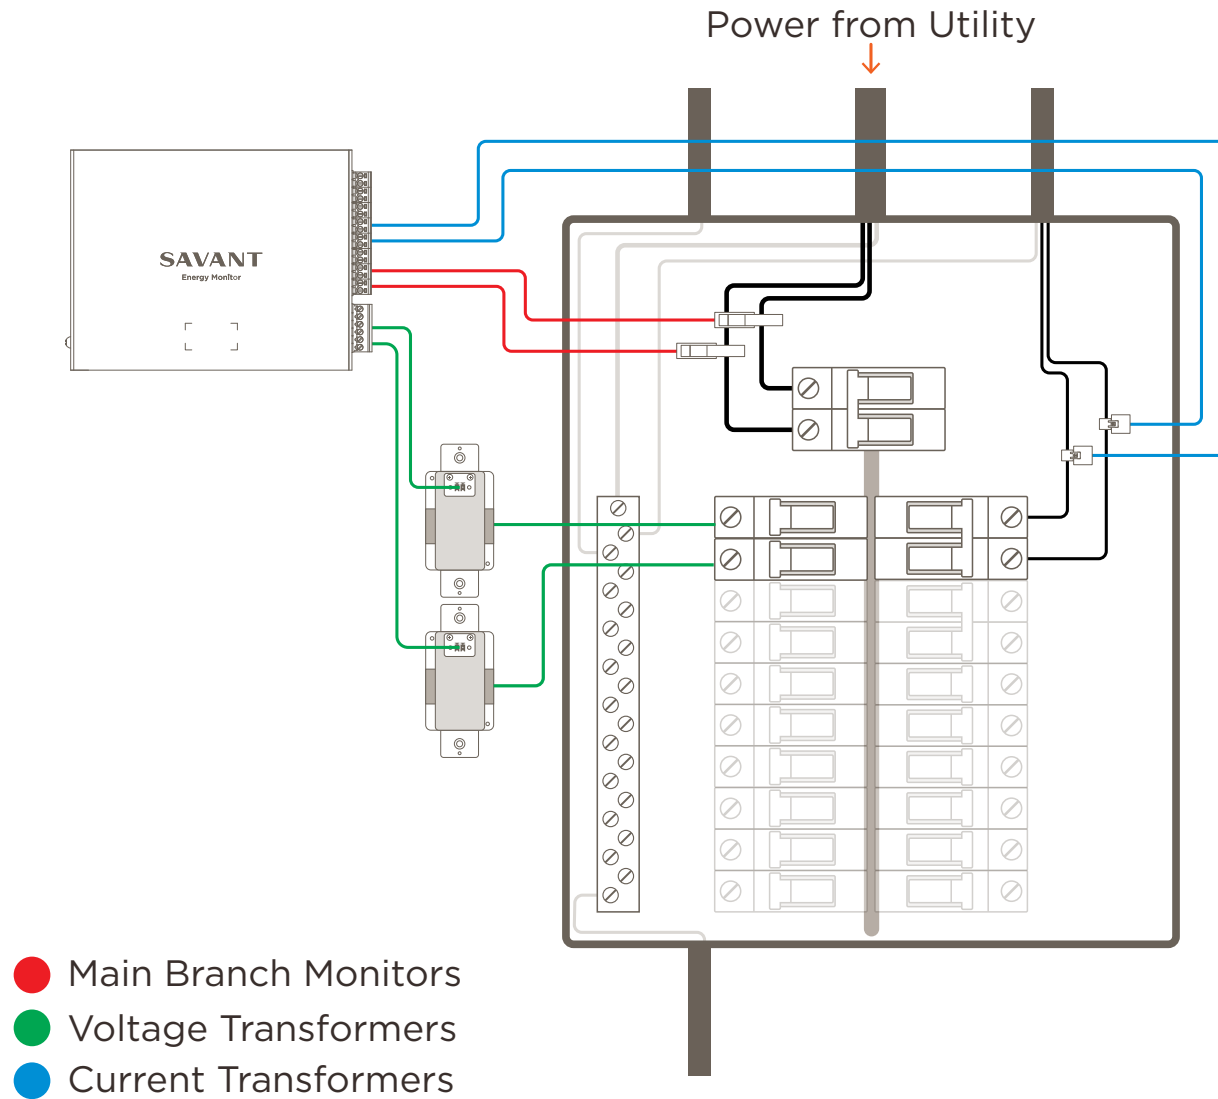 Power from Utility
SAVANT
Energy Monitor
Main Branch Monitors
Voltage Transformers
Current Transformers